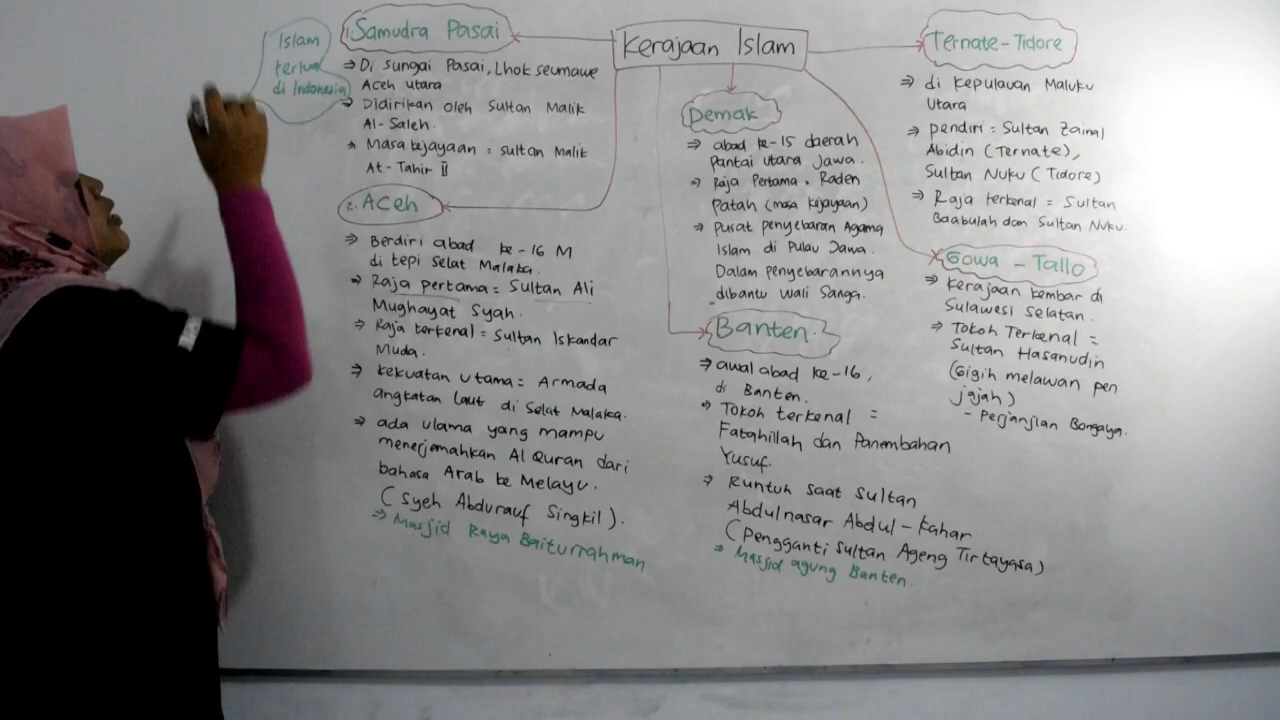 Kerajaan Islam
Islam
tertua
di Indonesia
1. Samudra Pasai
⇒ Di sungai Pasai, Lhok seumawe
Aceh utara
⇒ Didirikan oleh Sultan Malik
Al-Saleh.
⇒ Masa kejayaan = sultan Malik
At-Tahir II
2. Aceh
⇒ Berdiri abad ke-16 M
di tepi selat Malaka.
⇒ Raja pertama = Sultan Ali
Mughayat Syah.
⇒ Raja terkenal = Sultan Iskandar
Muda.
⇒ kekuatan utama = Armada
angkatan laut di Selat Malaka.
⇒ ada ulama yang mampu
menerjemahkan Al Quran dari
bahasa Arab ke Melayu.
(Syeh Abdurauf Singkil).
⇒ Masjid Raya Baiturrahman
Demak
⇒ abad ke-15 daerah
pantai utara Jawa.
⇒ Raja Pertama = Raden
Patah (masa kejayaan)
⇒ pusat penyebaran Agama
Islam di Pulau Jawa.
Dalam penyebarannya
dibantu Wali Sanga.
Banten
⇒ awal abad ke-16,
di Banten.
⇒ Tokoh terkenal =
Fatahillah dan Panembahan
Yusuf.
⇒ Runtuh saat Sultan
Abdulnasar Abdul-kahar
(pengganti Sultan Ageng Tirtayasa)
⇒ Masjid agung Banten.
Ternate-Tidore
⇒ di Kepulauan Maluku
Utara
⇒ pendiri = Sultan Zainal
Abidin (Ternate),
Sultan Nuku (Tidore)
⇒ Raja terkenal = Sultan
Baabulah dan Sultan Nuku.
Gowa - Tallo
⇒ kerajaan kembar di
Sulawesi Selatan.
⇒ Tokoh Terkenal =
Sultan Hasanudin
(Gigih melawan pen
jajah)
- Perjanjian Bongaya.